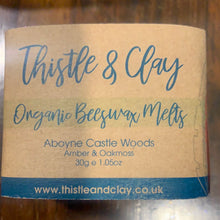 Thistle & Clay
Organic Beeswax Melts
Aboyne Castle Woods
Amber & Oakmoss
30g e 1.05oz
www.thistleandclay.co.uk